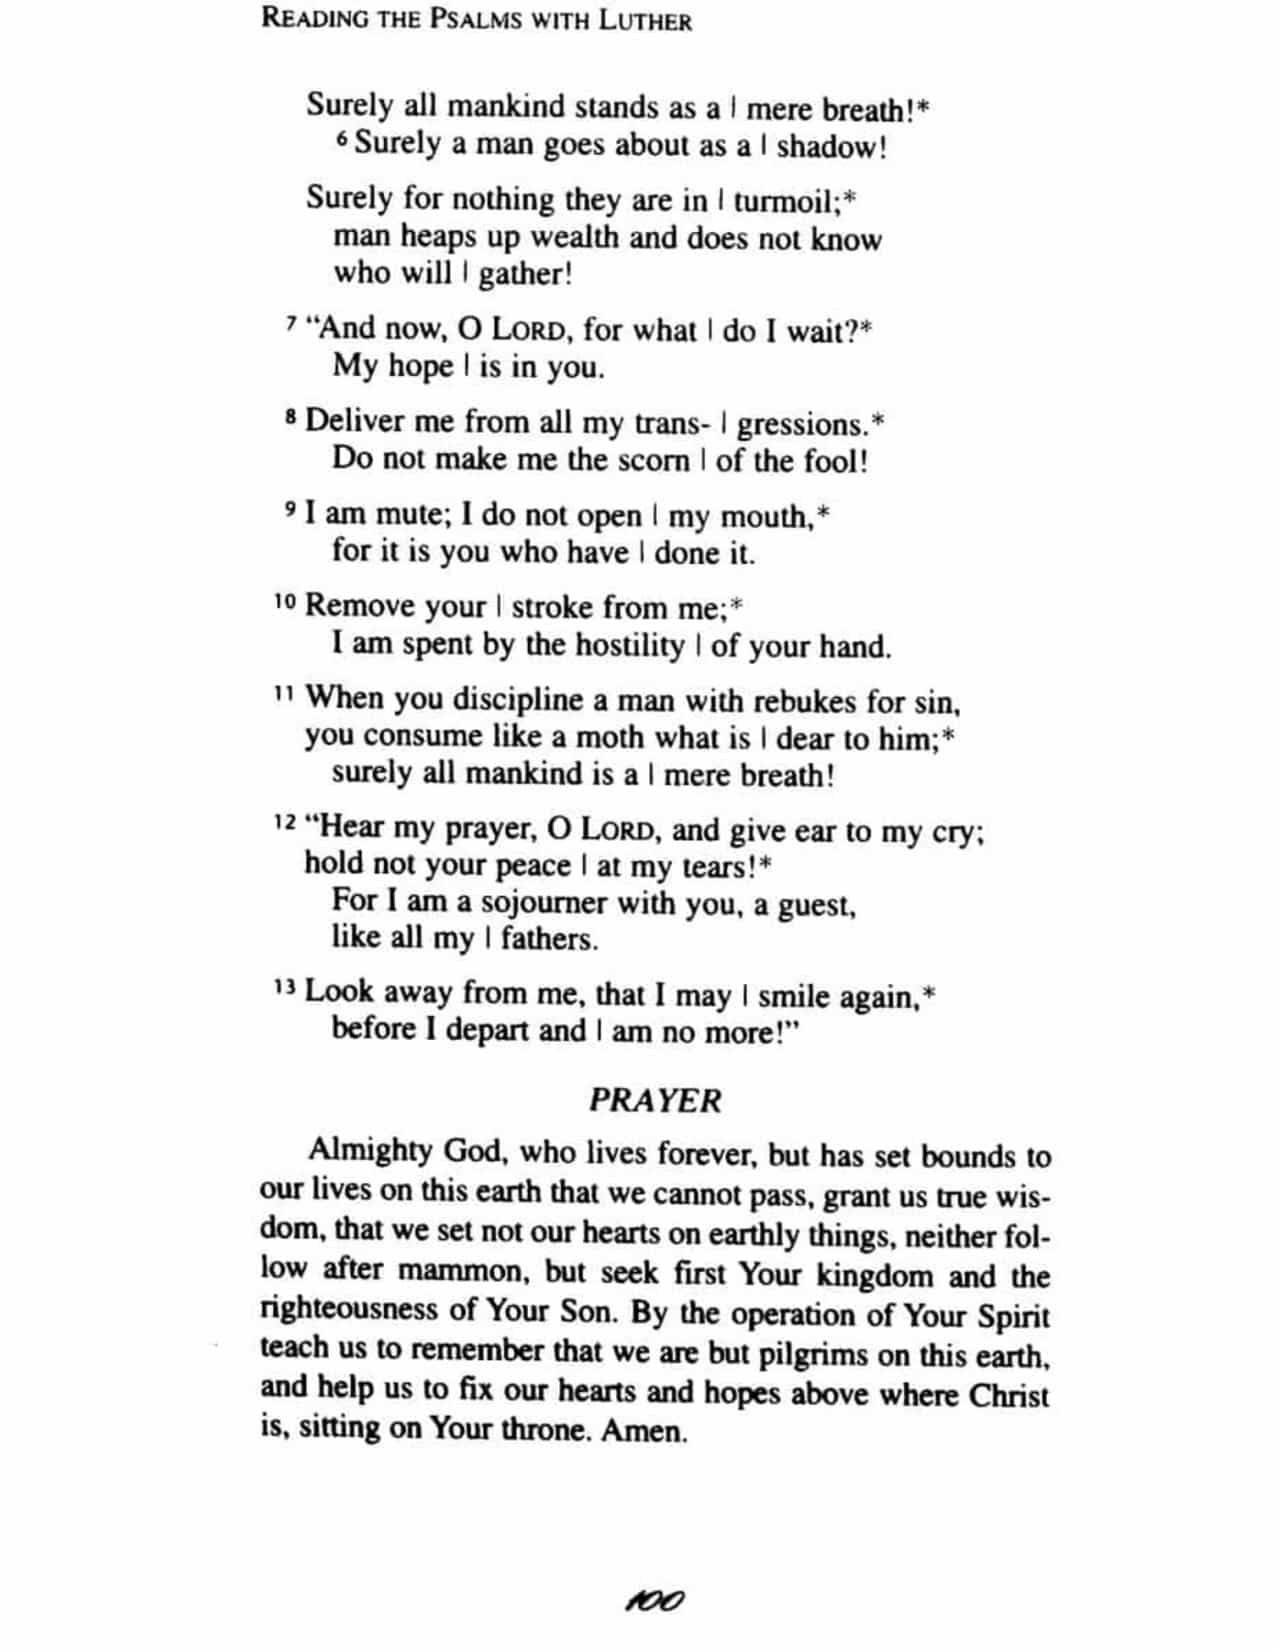 READING THE PSALMS WITH LUTHER
Surely all mankind stands as a | mere breath!*
6 Surely a man goes about as a | shadow!
Surely for nothing they are in | turmoil;*
man heaps up wealth and does not know
who will | gather!
7 “And now, O LORD, for what | do I wait?*
My hope | is in you.
8 Deliver me from all my trans- | gressions.*
Do not make me the scorn | of the fool!
9 I am mute; I do not open | my mouth,*
for it is you who have | done it.
10 Remove your | stroke from me;*
I am spent by the hostility | of your hand.
11 When you discipline a man with rebukes for sin,
you consume like a moth what is | dear to him;*
surely all mankind is a | mere breath!
12 “Hear my prayer, O LORD, and give ear to my cry;
hold not your peace | at my tears!*
For I am a sojourner with you, a guest,
like all my | fathers.
13 Look away from me, that I may | smile again,*
before I depart and | am no more!”
PRAYER
Almighty God, who lives forever, but has set bounds to
our lives on this earth that we cannot pass, grant us true wis-
dom, that we set not our hearts on earthly things, neither fol-
low after mammon, but seek first Your kingdom and the
righteousness of Your Son. By the operation of Your Spirit
teach us to remember that we are but pilgrims on this earth,
and help us to fix our hearts and hopes above where Christ
is, sitting on Your throne. Amen.
100